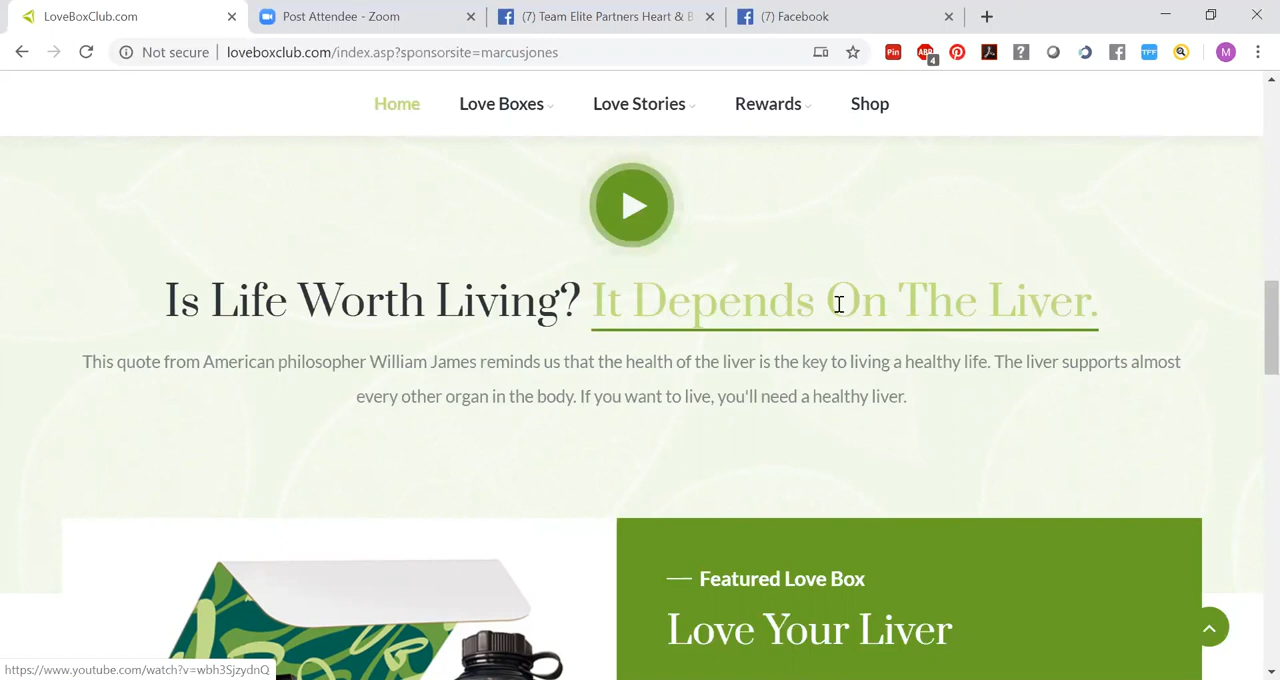 LoveBoxClub.com
Post Attendee - Zoom
(7) Team Elite Partners Heart & B
(7) Facebook
Not secure
loveboxclub.com/index.asp?sponsorsite=marcusjones
Pin
ABP
4
?
TFF
M
Home
Love Boxes
Love Stories
Rewards
Shop
Is Life Worth Living? It Depends On The Liver.
This quote from American philosopher William James reminds us that the health of the liver is the key to living a healthy life. The liver supports almost
every other organ in the body. If you want to live, you'll need a healthy liver.
Featured Love Box
Love Your Liver
https://www.youtube.com/watch?v=wbh3SjzydnQ